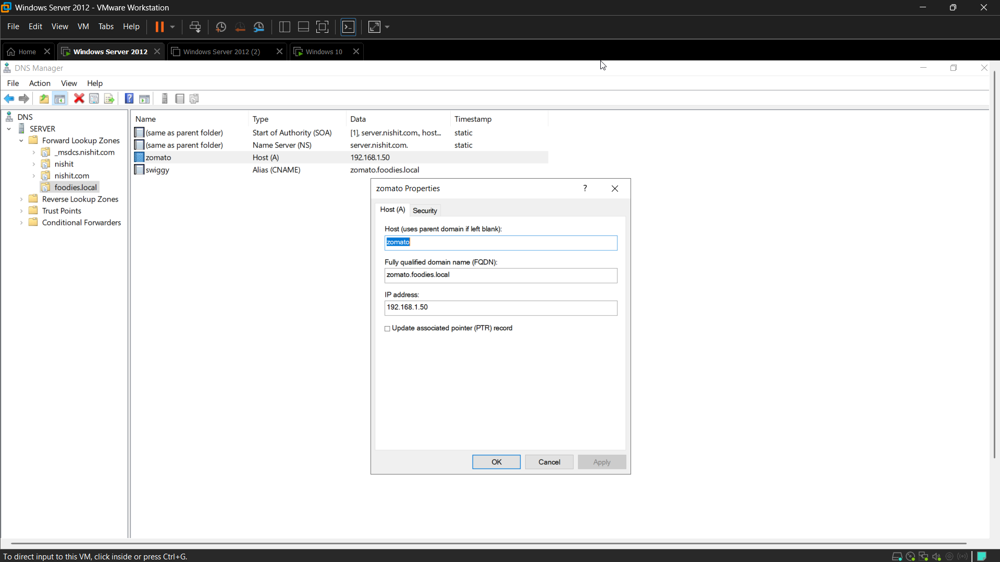 Windows Server 2012 - VMware Workstation
File Edit View VM Tabs Help
Home Windows Server 2012 Windows Server 2012 (2) Windows 10
DNS Manager
File Action View Help
DNS
SERVER
Forward Lookup Zones
_msdcs.nishit.com
nishit
nishit.com
foodies.local
Reverse Lookup Zones
Trust Points
Conditional Forwarders
Name Type Data Timestamp
(same as parent folder) Start of Authority (SOA) [1], server.nishit.com., host... static
(same as parent folder) Name Server (NS) server.nishit.com. static
zomato Host (A) 192.168.1.50
swiggy Alias (CNAME) zomato.foodies.local
zomato Properties ?
Host (A) Security
Host (uses parent domain if left blank):
zomato
Fully qualified domain name (FQDN):
zomato.foodies.local
IP address:
192.168.1.50
Update associated pointer (PTR) record
OK Cancel Apply
To direct input to this VM, click inside or press Ctrl+G.